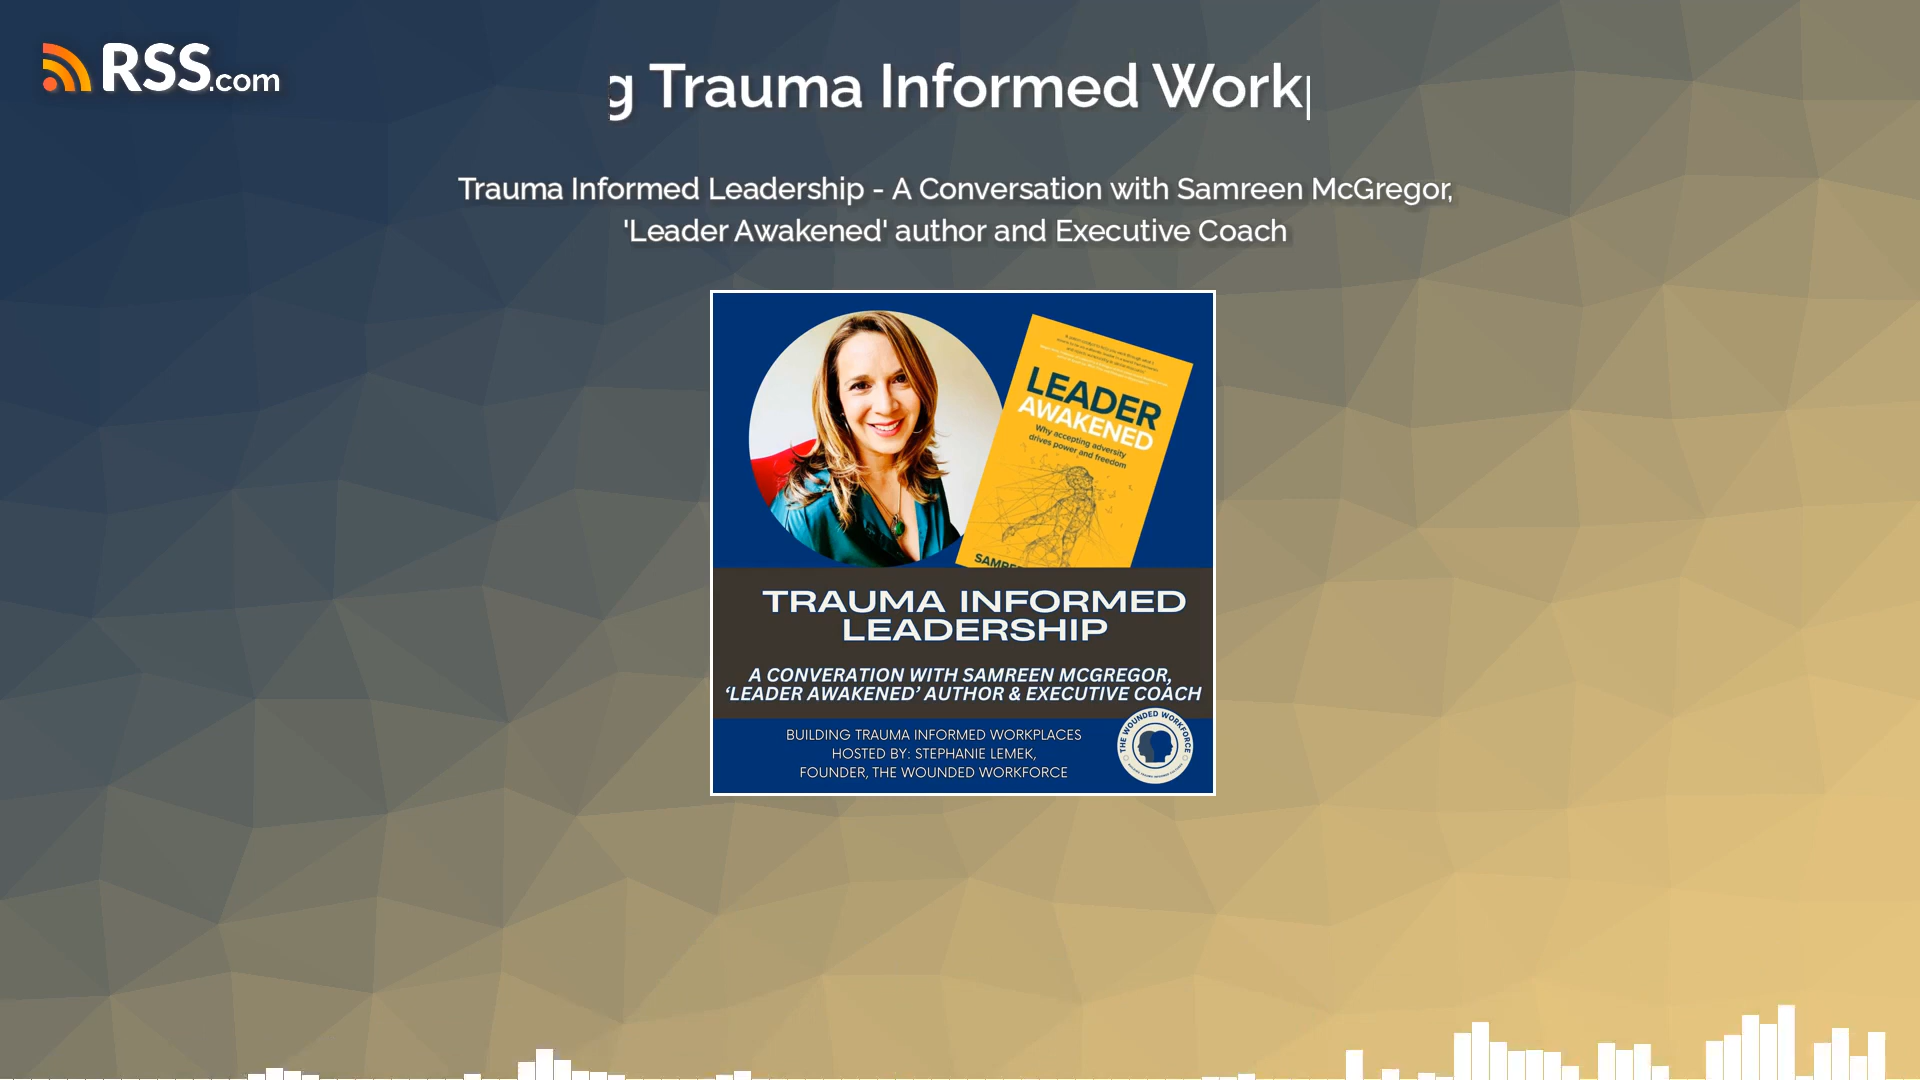 RSS.com
g Trauma Informed Work
Trauma Informed Leadership - A Conversation with Samreen McGregor,
'Leader Awakened' author and Executive Coach
LEADER
AWAKENED
Why accepting adversity
drives power and freedom
TRAUMA INFORMED
LEADERSHIP
A CONVERATION WITH SAMREEN MCGREGOR,
‘LEADER AWAKENED’ AUTHOR & EXECUTIVE COACH
BUILDING TRAUMA INFORMED WORKPLACES
HOSTED BY: STEPHANIE LEMEK,
FOUNDER, THE WOUNDED WORKFORCE
THE WOUNDED WORKFORCE